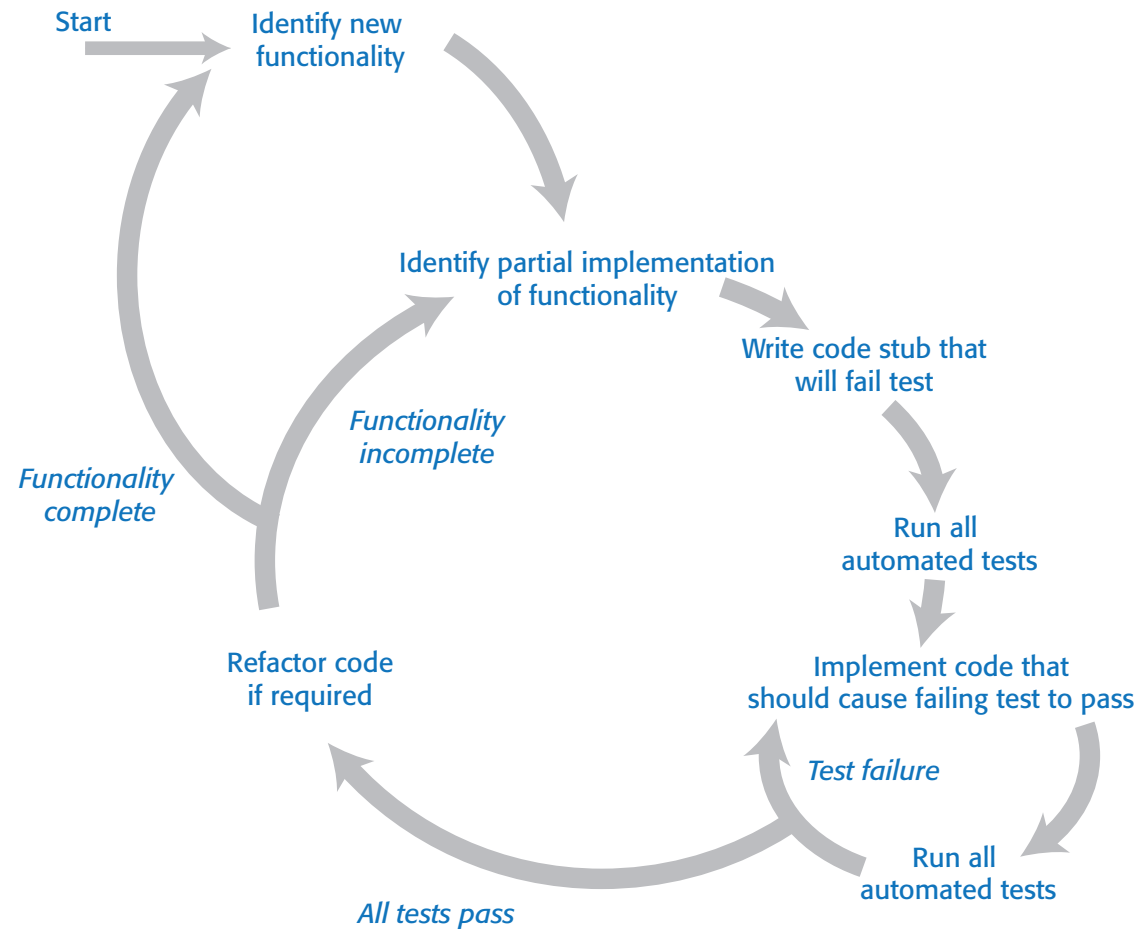 Start
Identify new
functionality
Identify partial implementation
of functionality
Write code stub that
will fail test
Functionality
incomplete
Functionality
complete
Run all
automated tests
Refactor code
if required
Implement code that
should cause failing test to pass
Test failure
Run all
automated tests
All tests pass